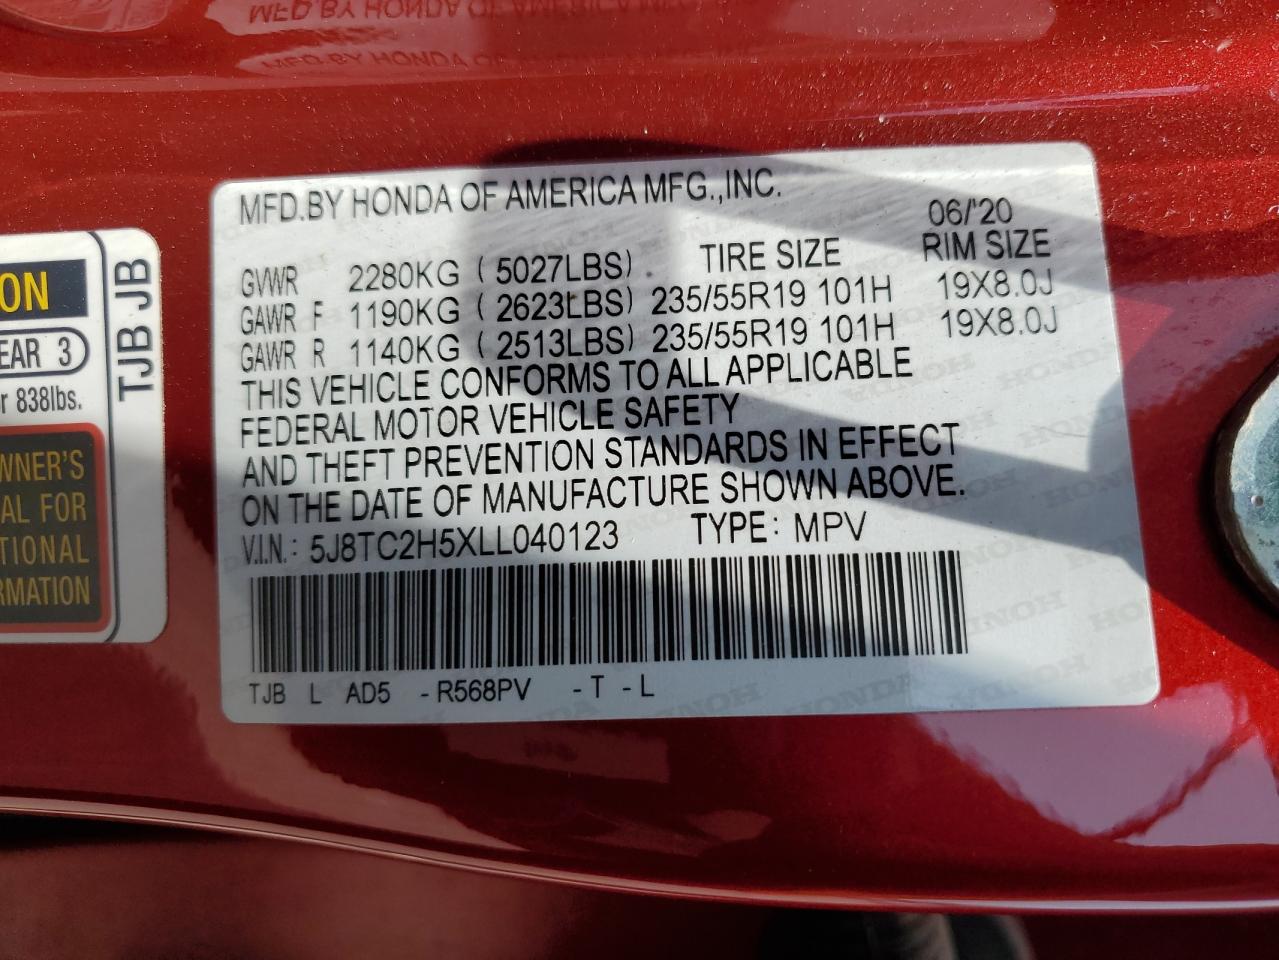 MFD.BY HONDA OF AMERICA MFG.,INC.
06/'20
GVWR 2280KG ( 5027LBS) TIRE SIZE RIM SIZE
GAWR F 1190KG ( 2623LBS) 235/55R19 101H 19X8.0J
GAWR R 1140KG ( 2513LBS) 235/55R19 101H 19X8.0J
THIS VEHICLE CONFORMS TO ALL APPLICABLE
FEDERAL MOTOR VEHICLE SAFETY
AND THEFT PREVENTION STANDARDS IN EFFECT
ON THE DATE OF MANUFACTURE SHOWN ABOVE.
V.I.N.: 5J8TC2H5XLL040123 TYPE: MPV
TJB L AD5 -R568PV -T -L
ON
EAR 3
r 838lbs.
WNER'S
AL FOR
TIONAL
RMATION
TJB JB